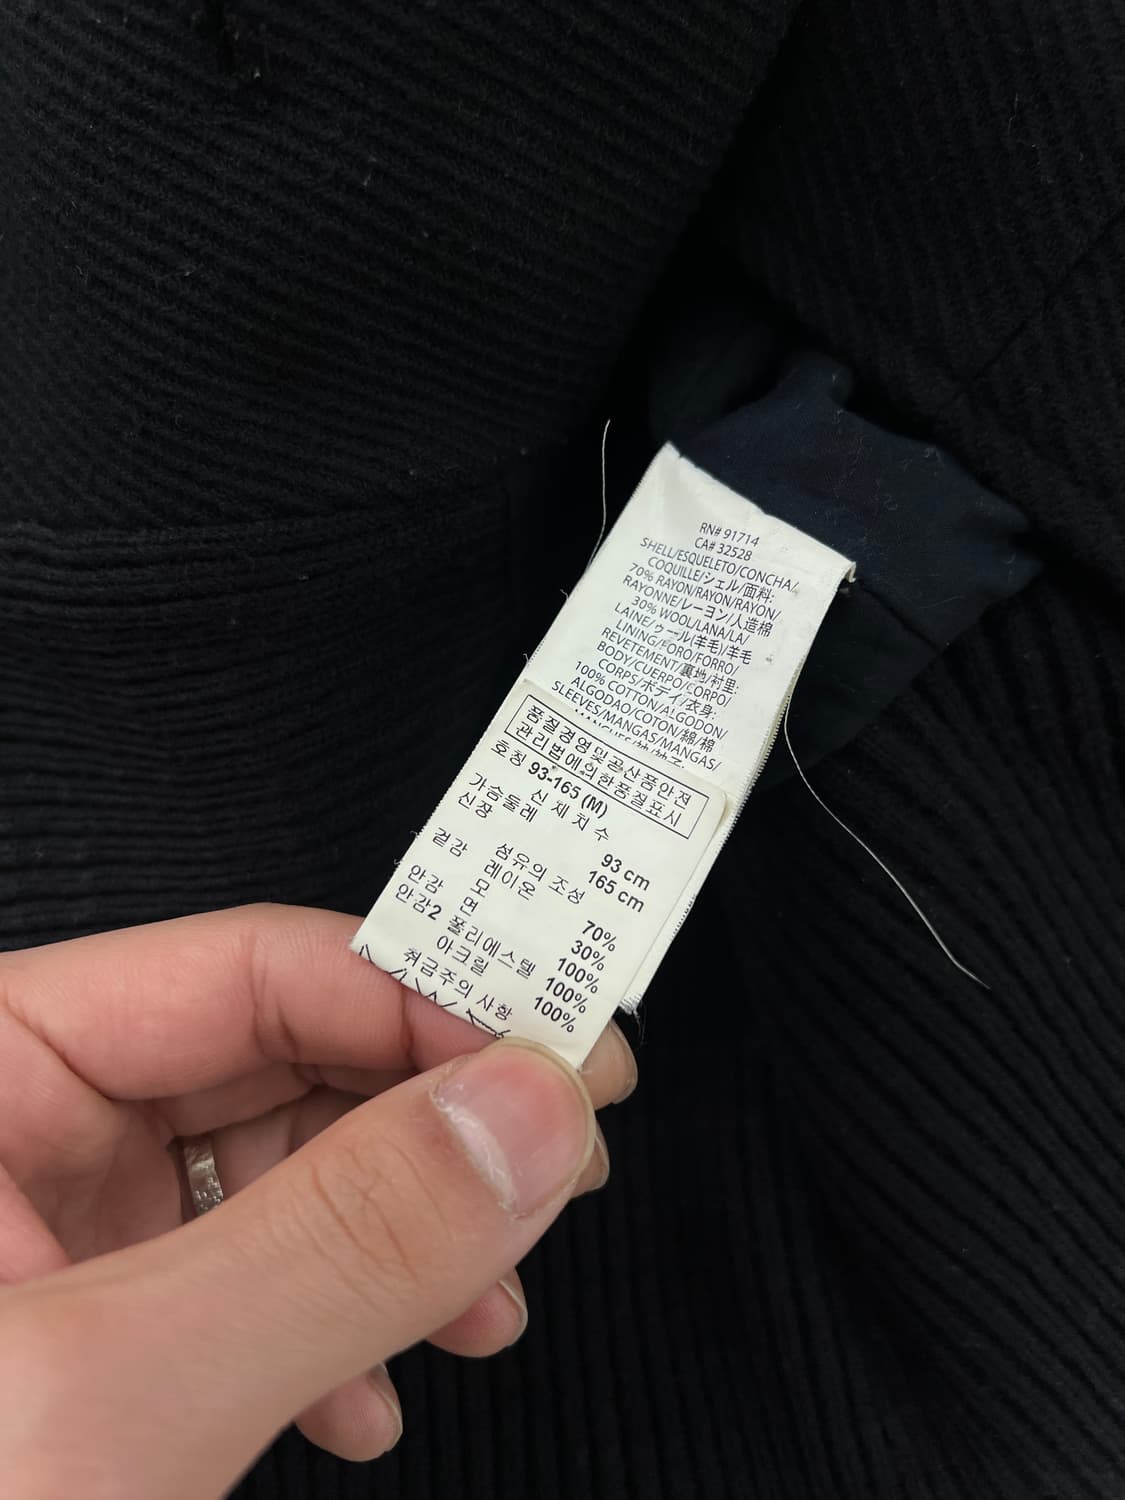 RN# 91714
CA# 32528
SHELL/ESQUELETO/CONCHA/
COQUILLE/シェル/面料:
70% RAYON/RAYON/RAYON/
RAYONNE/レーヨン/人造棉
30% WOOL/LANA/LA/
LAINE/ウール(羊毛)/羊毛
LINING/FORO/FORRO/
REVETEMENT/裏地/衬里:
BODY/CUERPO/CORPO/
CORPS/ボディ/衣身:
100% COTTON/ALGODON/
ALGODAO/COTON/綿/棉
SLEEVES/MANGAS/MANGAS/
품질경영및공산품안전
관리법에의한품질표시
호칭 93-165 (M)
신체치수
가슴둘레 93 cm
신장 165 cm
섬유의 조성
겉감 레이온 70%
모 30%
안감 면 100%
안감2 폴리에스텔 100%
아크릴 100%
취급주의 사항